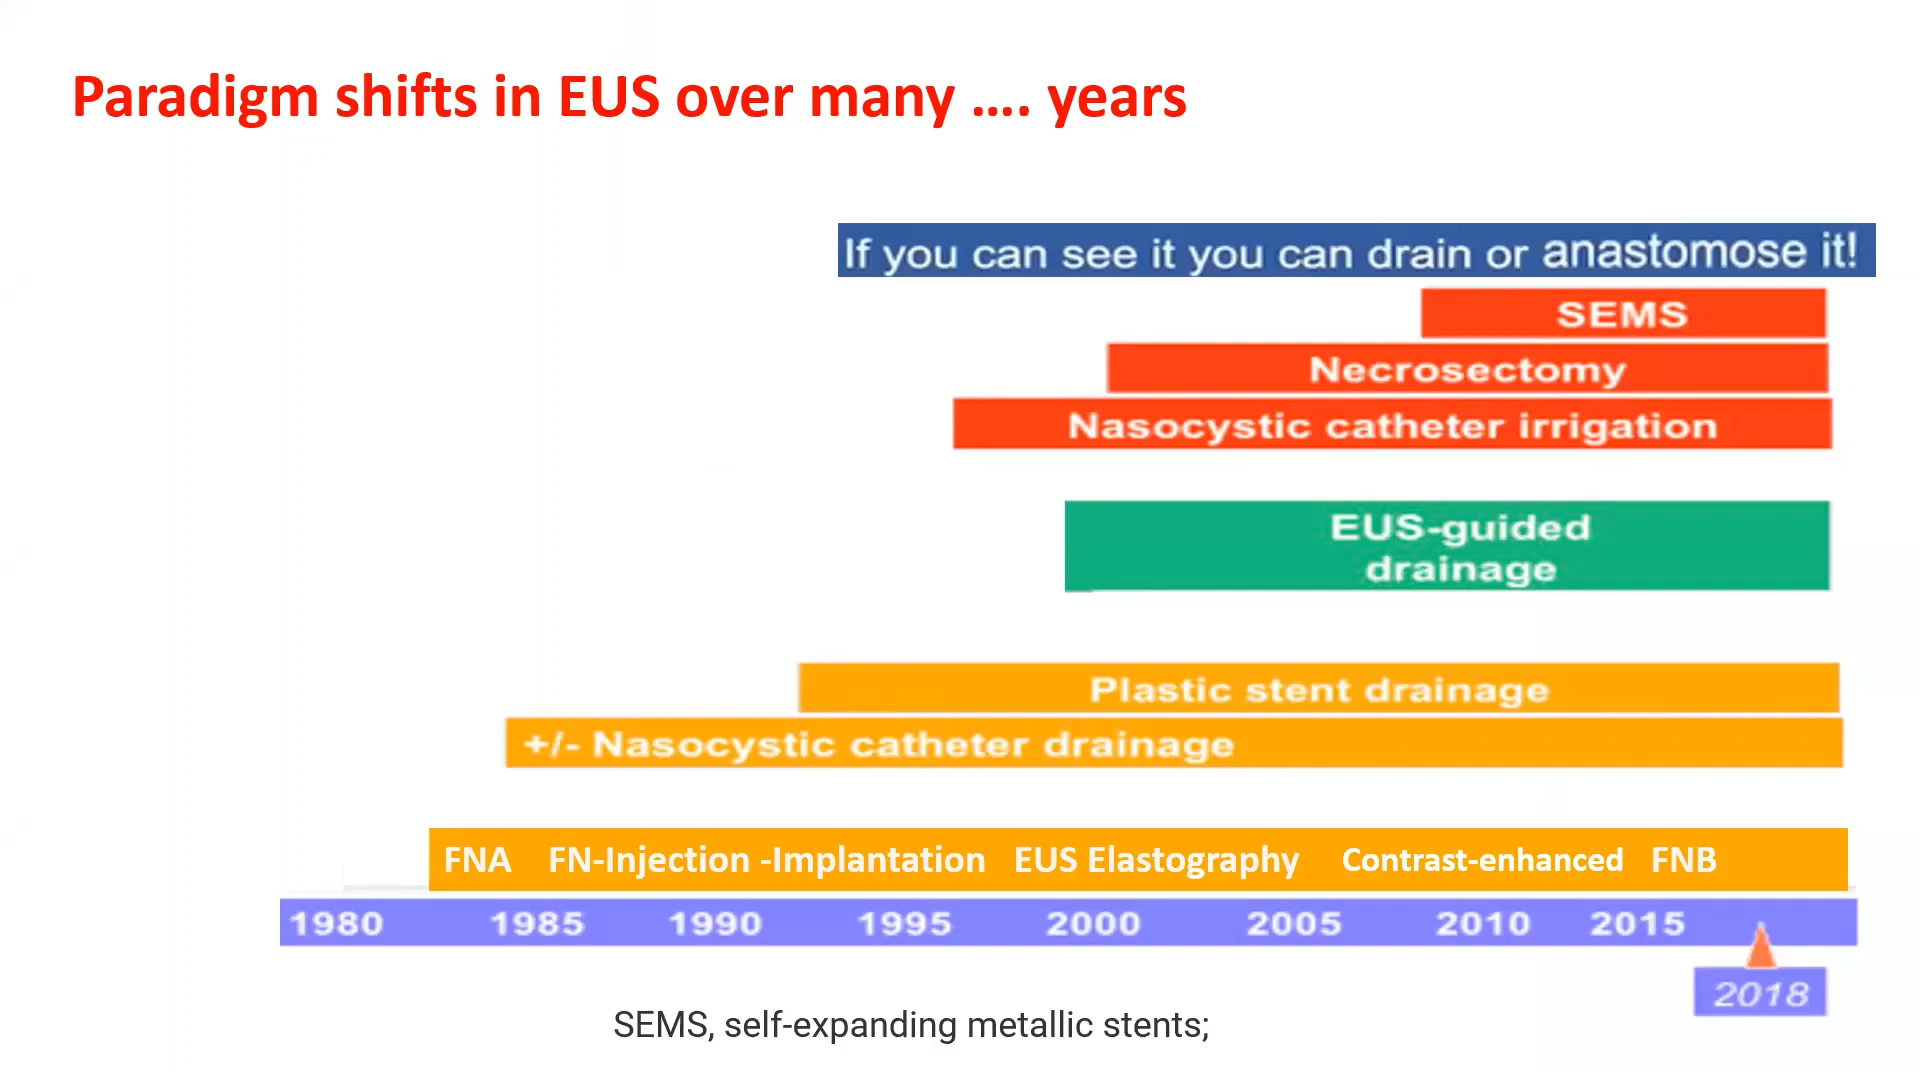 Paradigm shifts in EUS over many .... years
If you can see it you can drain or anastomose it!
SEMS
Necrosectomy
Nasocystic catheter irrigation
EUS-guided
drainage
Plastic stent drainage
+/- Nasocystic catheter drainage
FNA FN-Injection -Implantation EUS Elastography Contrast-enhanced FNB
1980 1985 1990 1995 2000 2005 2010 2015
2018
SEMS, self-expanding metallic stents;